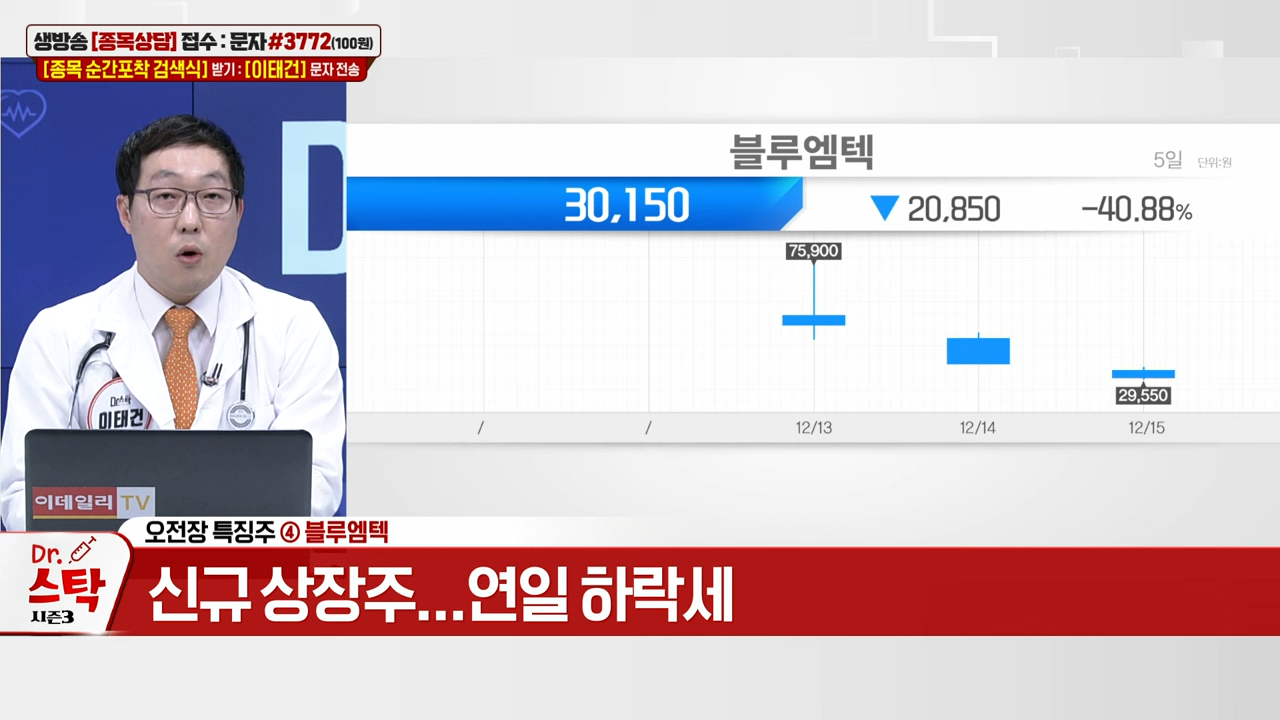 생방송 [종목상담] 접수 : 문자#3772(100원)
[종목 순간포착 검색식] 받기 : [이태건] 문자 전송
D
블루엠텍
5일 단위:원
30,150 ▼ 20,850 -40.88%
75,900
29,550
/ / 12/13 12/14 12/15
Dr.스탁
이태건
이데일리 TV
오전장 특징주 ④ 블루엠텍
Dr.
스탁
시즌3
신규 상장주...연일 하락세